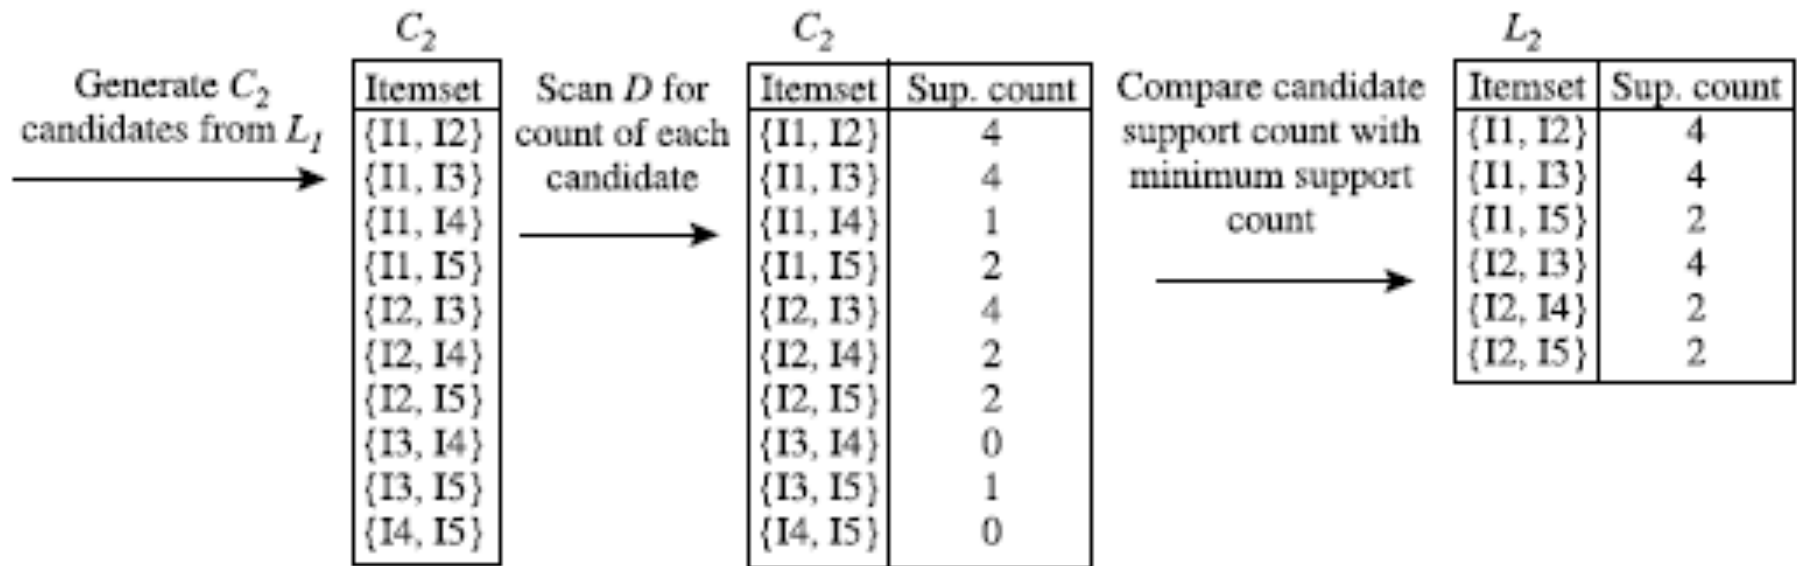 C2
C2
L2
Generate C2
candidates from L1
Itemset
{I1, I2}
{I1, I3}
{I1, I4}
{I1, I5}
{I2, I3}
{I2, I4}
{I2, I5}
{I3, I4}
{I3, I5}
{I4, I5}
Scan D for
count of each
candidate
Itemset Sup. count
{I1, I2} 4
{I1, I3} 4
{I1, I4} 1
{I1, I5} 2
{I2, I3} 4
{I2, I4} 2
{I2, I5} 2
{I3, I4} 0
{I3, I5} 1
{I4, I5} 0
Compare candidate
support count with
minimum support
count
Itemset Sup. count
{I1, I2} 4
{I1, I3} 4
{I1, I5} 2
{I2, I3} 4
{I2, I4} 2
{I2, I5} 2